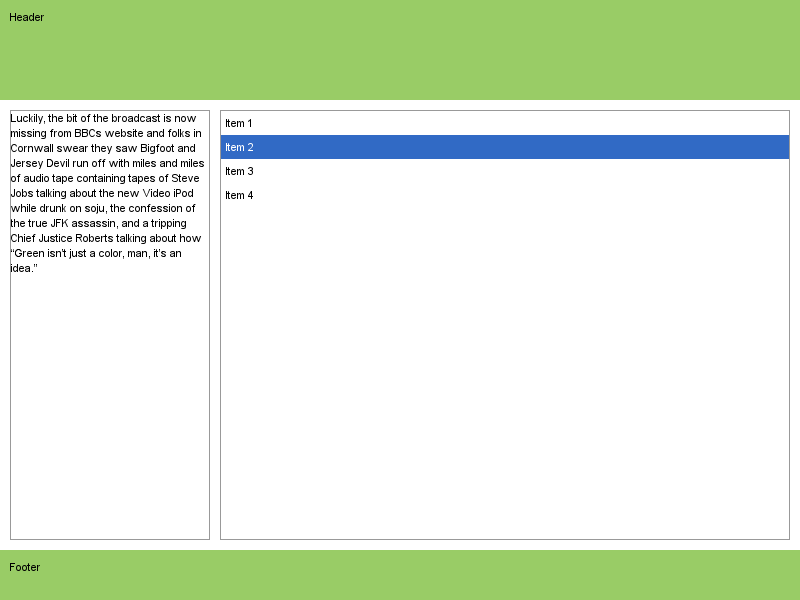 Header
Luckily, the bit of the broadcast is now
missing from BBCs website and folks in
Cornwall swear they saw Bigfoot and
Jersey Devil run off with miles and miles
of audio tape containing tapes of Steve
Jobs talking about the new Video iPod
while drunk on soju, the confession of
the true JFK assassin, and a tripping
Chief Justice Roberts talking about how
“Green isn't just a color, man, it's an
idea.”
Item 1
Item 2
Item 3
Item 4
Footer